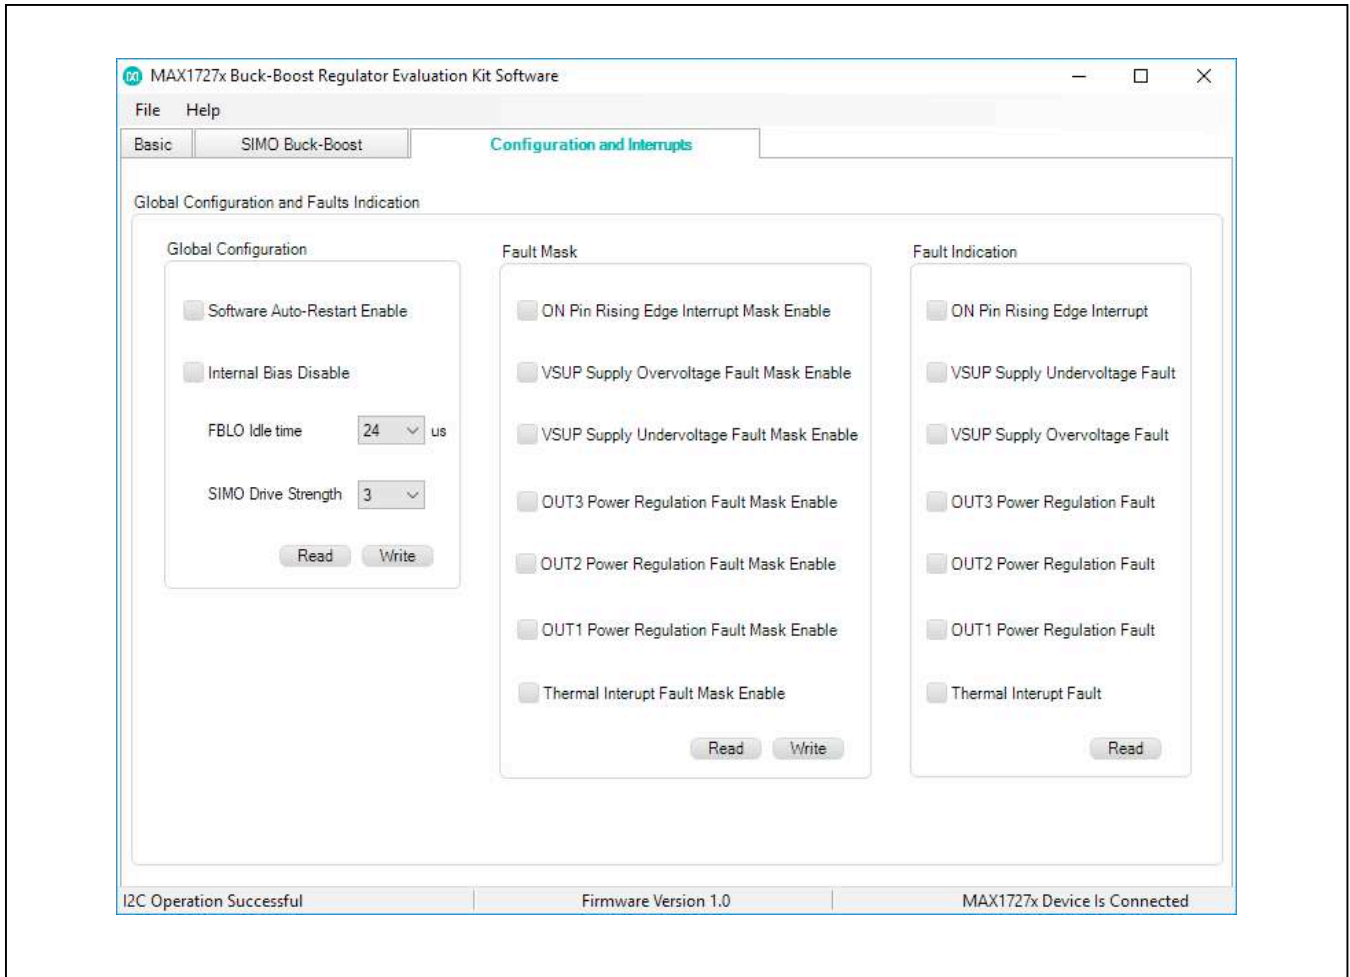 MAX1727x Buck-Boost Regulator Evaluation Kit Software
File Help
Basic SIMO Buck-Boost Configuration and Interrupts
Global Configuration and Faults Indication
Global Configuration
Software Auto-Restart Enable
Internal Bias Disable
FBLO Idle time 24 us
SIMO Drive Strength 3
Read Write
Fault Mask
ON Pin Rising Edge Interrupt Mask Enable
VSUP Supply Overvoltage Fault Mask Enable
VSUP Supply Undervoltage Fault Mask Enable
OUT3 Power Regulation Fault Mask Enable
OUT2 Power Regulation Fault Mask Enable
OUT1 Power Regulation Fault Mask Enable
Thermal Interupt Fault Mask Enable
Read Write
Fault Indication
ON Pin Rising Edge Interrupt
VSUP Supply Undervoltage Fault
VSUP Supply Overvoltage Fault
OUT3 Power Regulation Fault
OUT2 Power Regulation Fault
OUT1 Power Regulation Fault
Thermal Interupt Fault
Read
I2C Operation Successful Firmware Version 1.0 MAX1727x Device Is Connected